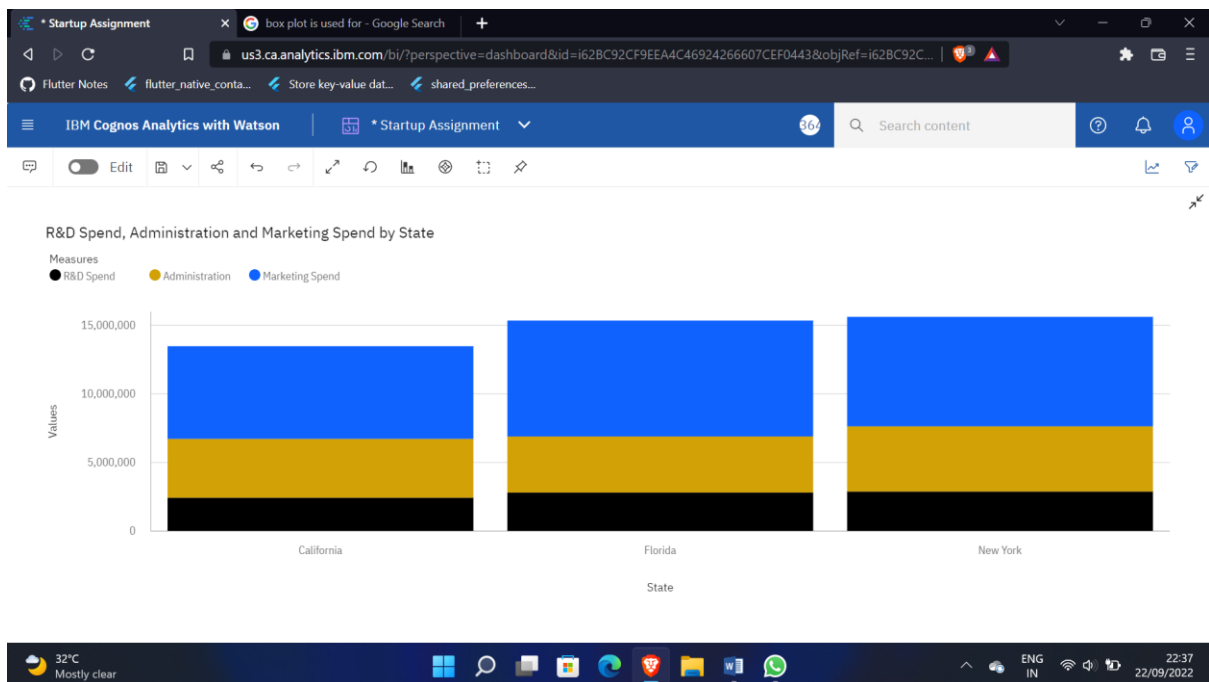 * Startup Assignment
box plot is used for - Google Search
us3.ca.analytics.ibm.com/bi/?perspective=dashboard&id=i62BC92CF9EEA4C46924266607CEF0443&objRef=i62BC92C...
3
Flutter Notes
flutter_native_conta...
Store key-value dat...
shared_preferences...
IBM Cognos Analytics with Watson
* Startup Assignment
364
Search content
Edit
R&D Spend, Administration and Marketing Spend by State
Measures
R&D Spend Administration Marketing Spend
15,000,000
10,000,000
5,000,000
0
Values
California Florida New York
State
32°C
Mostly clear
ENG
IN
22:37
22/09/2022